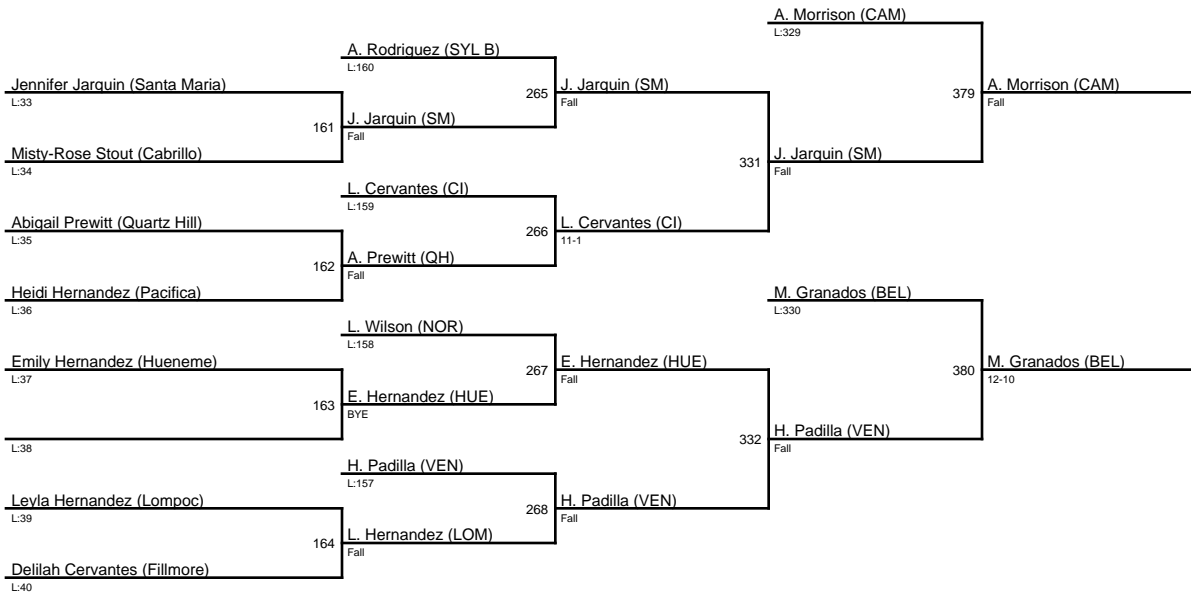 A. Morrison (CAM)
L:329
A. Rodriguez (SYL B)
L:160
Jennifer Jarquin (Santa Maria)
L:33
265
J. Jarquin (SM)
Fall
379
A. Morrison (CAM)
Fall
161
J. Jarquin (SM)
Fall
Misty-Rose Stout (Cabrillo)
L:34
331
J. Jarquin (SM)
Fall
L. Cervantes (CI)
L:159
Abigail Prewitt (Quartz Hill)
L:35
266
L. Cervantes (CI)
11-1
162
A. Prewitt (QH)
Fall
Heidi Hernandez (Pacifica)
L:36
M. Granados (BEL)
L:330
L. Wilson (NOR)
L:158
Emily Hernandez (Hueneme)
L:37
267
E. Hernandez (HUE)
Fall
380
M. Granados (BEL)
12-10
163
E. Hernandez (HUE)
BYE
L:38
332
H. Padilla (VEN)
Fall
H. Padilla (VEN)
L:157
Leyla Hernandez (Lompoc)
L:39
268
H. Padilla (VEN)
Fall
164
L. Hernandez (LOM)
Fall
Delilah Cervantes (Fillmore)
L:40